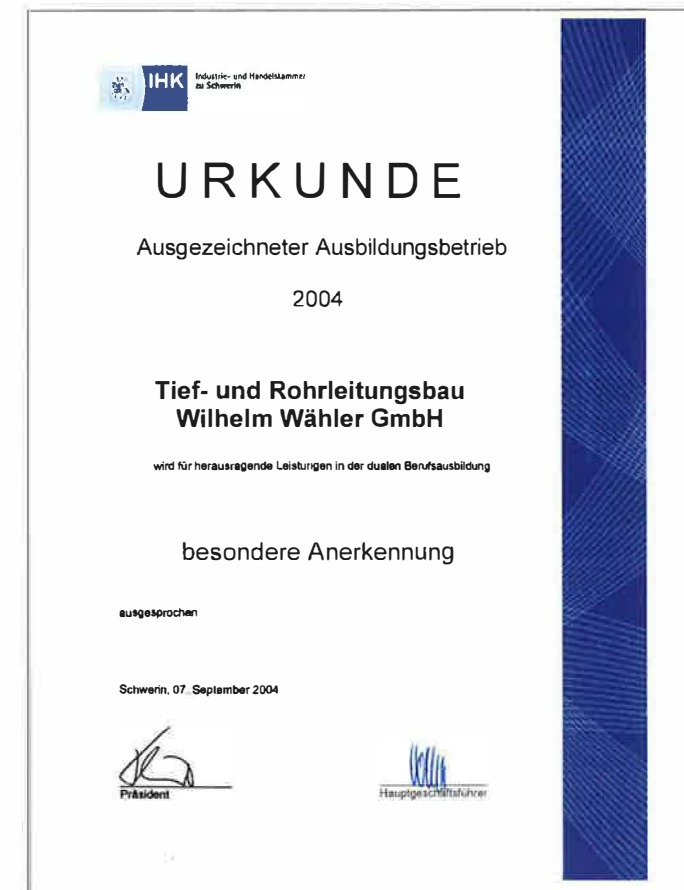 IHK
Industrie- und Handelskammer
zu Schwerin
URKUNDE
Ausgezeichneter Ausbildungsbetrieb
2004
Tief- und Rohrleitungsbau
Wilhelm Wähler GmbH
wird für herausragende Leistungen in der dualen Berufsausbildung
besondere Anerkennung
ausgesprochen
Schwerin, 07. September 2004
Präsident
Hauptgeschäftsführer